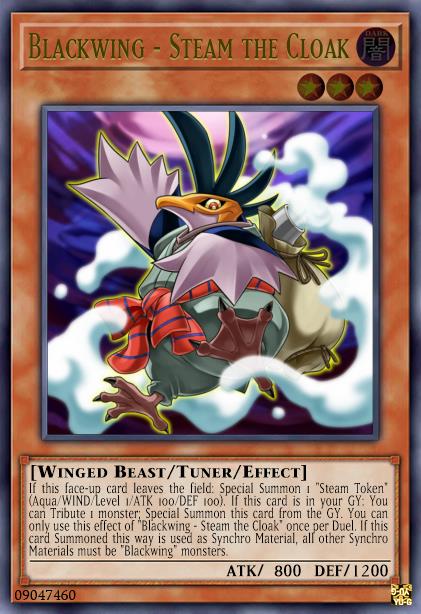 Blackwing - Steam the Cloak
DARK
闇
[Winged Beast/Tuner/Effect]
If this face-up card leaves the field: Special Summon 1 "Steam Token"
(Aqua/WIND/Level 1/ATK 100/DEF 100). If this card is in your GY: You
can Tribute 1 monster; Special Summon this card from the GY. You can
only use this effect of "Blackwing - Steam the Cloak" once per Duel. If this
card Summoned this way is used as Synchro Material, all other Synchro
Materials must be "Blackwing" monsters.
ATK/ 800 DEF/1200
09047460